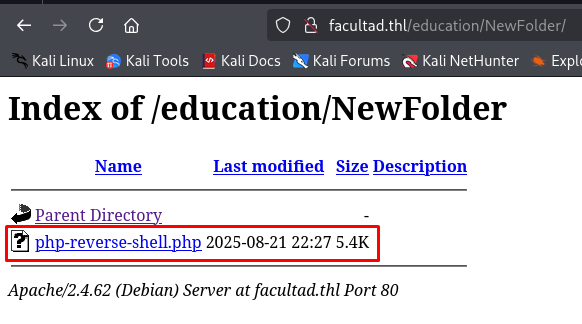 facultad.thl/education/NewFolder/
Kali Linux Kali Tools Kali Docs Kali Forums Kali NetHunter Ex
Index of /education/NewFolder
Name Last modified Size Description
Parent Directory -
php-reverse-shell.php 2025-08-21 22:27 5.4K
Apache/2.4.62 (Debian) Server at facultad.thl Port 80